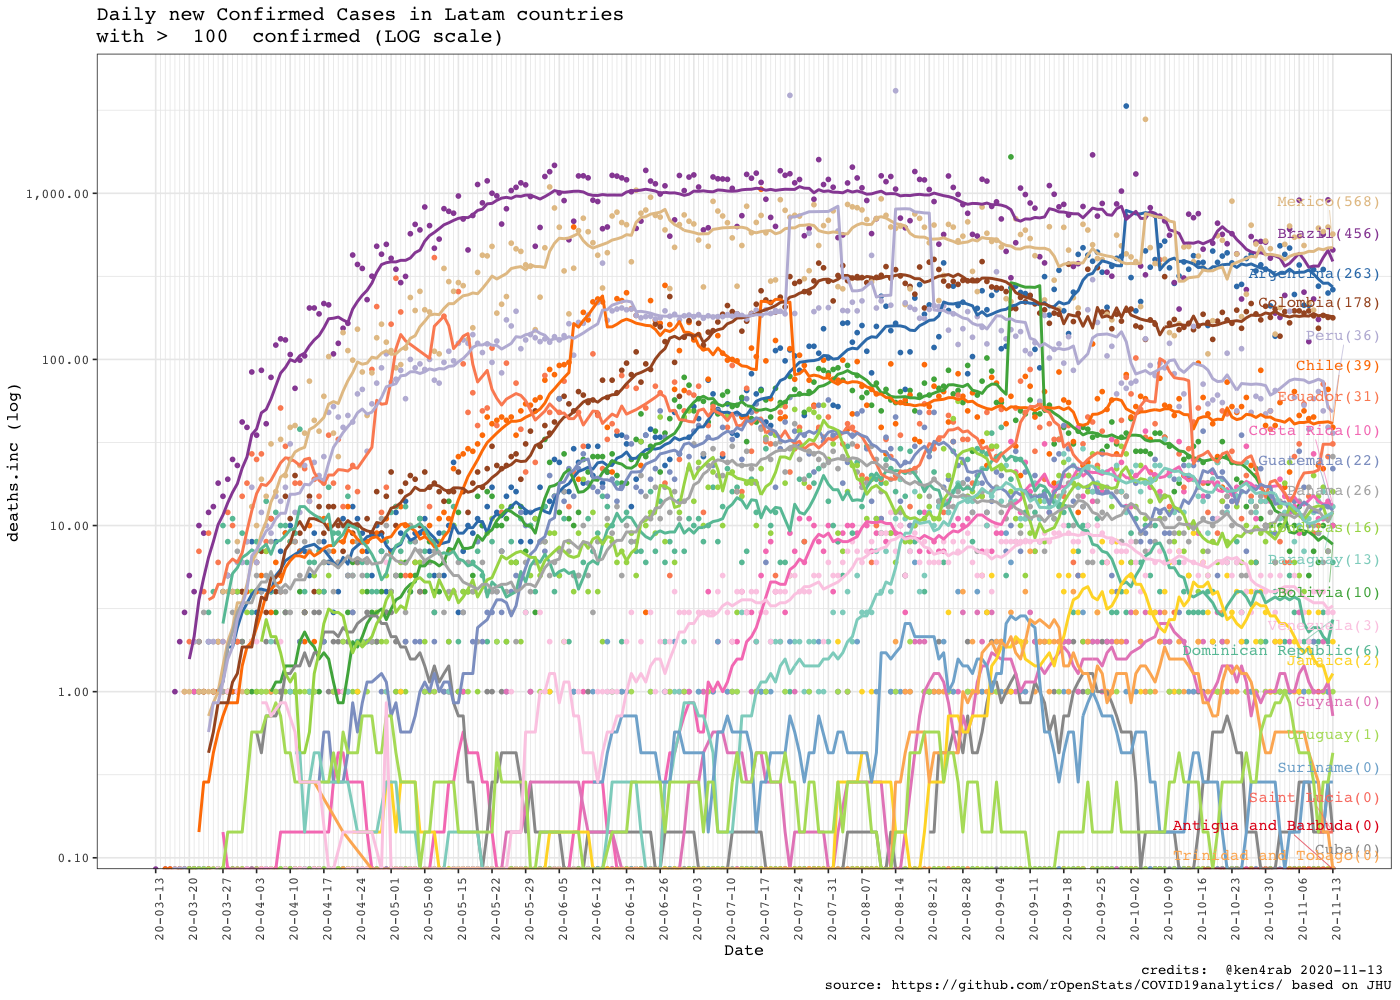 Daily new Confirmed Cases in Latam countries
with >  100  confirmed (LOG scale)
deaths.inc (log)
1,000.00
100.00
10.00
1.00
0.10
Mexico(568)
Brazil(456)
Argentina(263)
Colombia(178)
Peru(36)
Chile(39)
Ecuador(31)
Costa Rica(10)
Guatemala(22)
Panama(26)
(16)
Paraguay(13)
Bolivia(10)
Venezuela(3)
Dominican Republic(6)
Jamaica(2)
Guyana(0)
Uruguay(1)
Suriname(0)
Saint Lucia(0)
Antigua and Barbuda(0)
Cuba(0)
Trinidad and Tobago(0)
20-03-13
20-03-20
20-03-27
20-04-03
20-04-10
20-04-17
20-04-24
20-05-01
20-05-08
20-05-15
20-05-22
20-05-29
20-06-05
20-06-12
20-06-19
20-06-26
20-07-03
20-07-10
20-07-17
20-07-24
20-07-31
20-08-07
20-08-14
20-08-21
20-08-28
20-09-04
20-09-11
20-09-18
20-09-25
20-10-02
20-10-09
20-10-16
20-10-23
20-10-30
20-11-06
20-11-13
Date
credits:  @ken4rab 2020-11-13
source: https://github.com/rOpenStats/COVID19analytics/ based on JHU